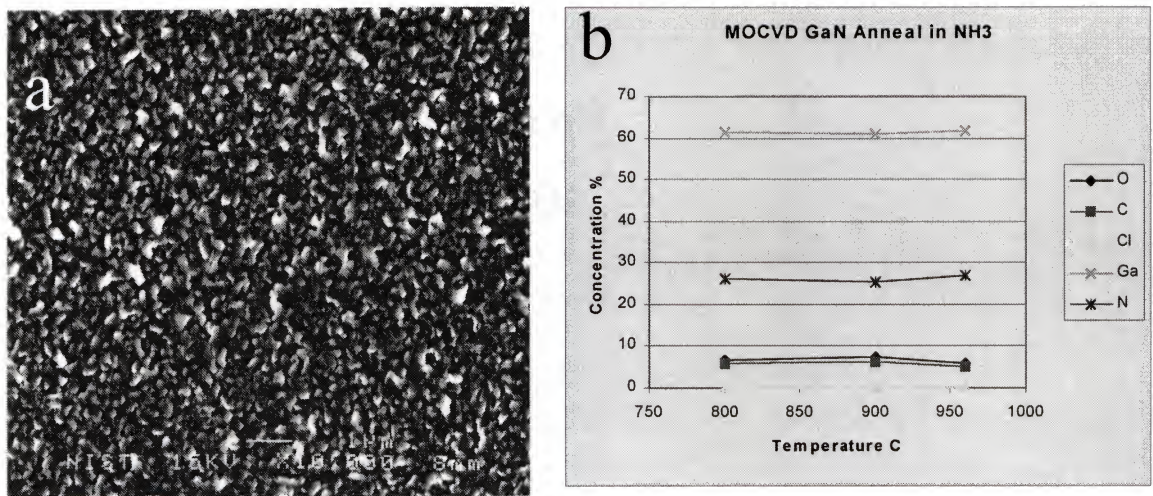 a
1μm
NIST 15KV X10,000 8mm
b
MOCVD GaN Anneal in NH3
70
60
50
40
30
20
10
0
Concentration %
750 800 850 900 950 1000
Temperature C
O
C
Cl
Ga
N